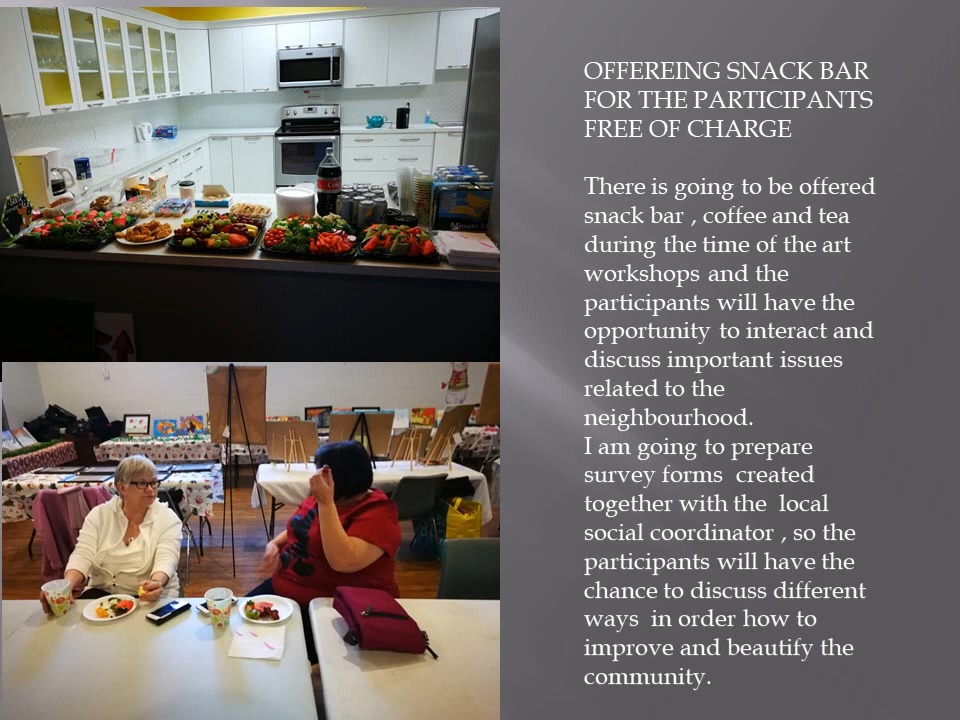 OFFEREING SNACK BAR
FOR THE PARTICIPANTS
FREE OF CHARGE
There is going to be offered
snack bar , coffee and tea
during the time of the art
workshops and the
participants will have the
opportunity to interact and
discuss important issues
related to the
neighbourhood.
I am going to prepare
survey forms created
together with the local
social coordinator , so the
participants will have the
chance to discuss different
ways in order how to
improve and beautify the
community.
Minute Maid